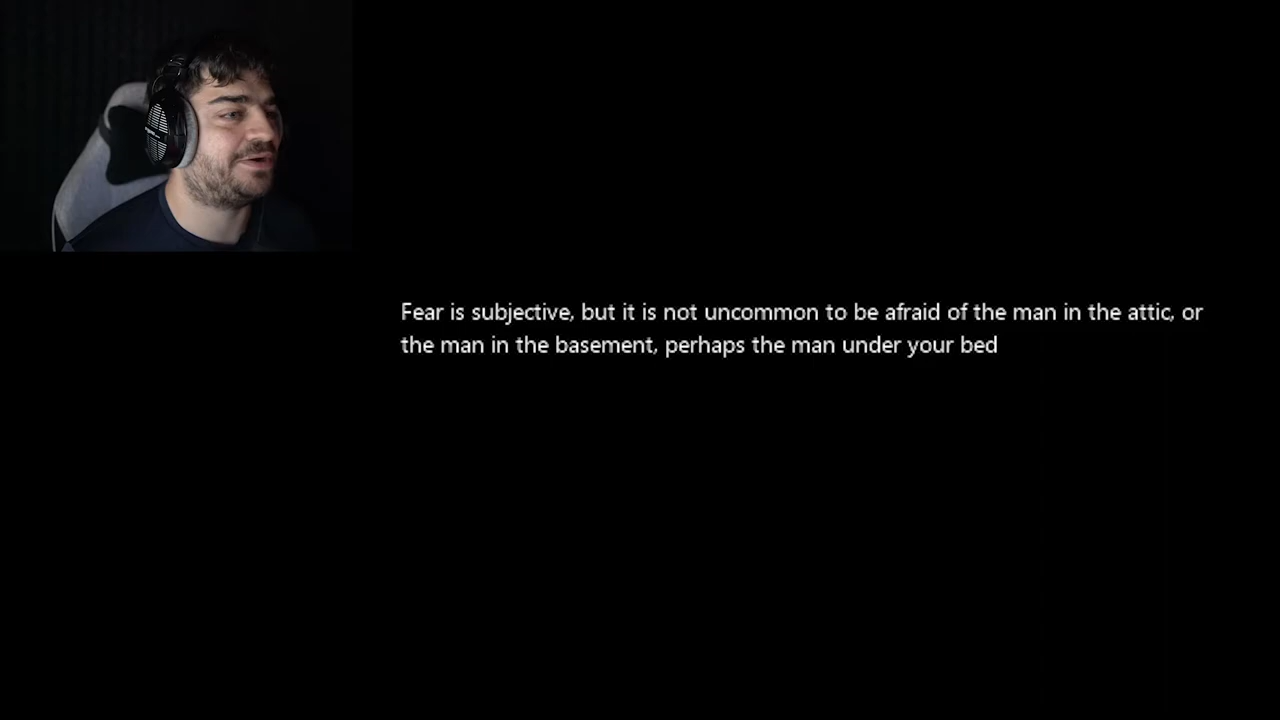 Fear is subjective, but it is not uncommon to be afraid of the man in the attic, or
the man in the basement, perhaps the man under your bed